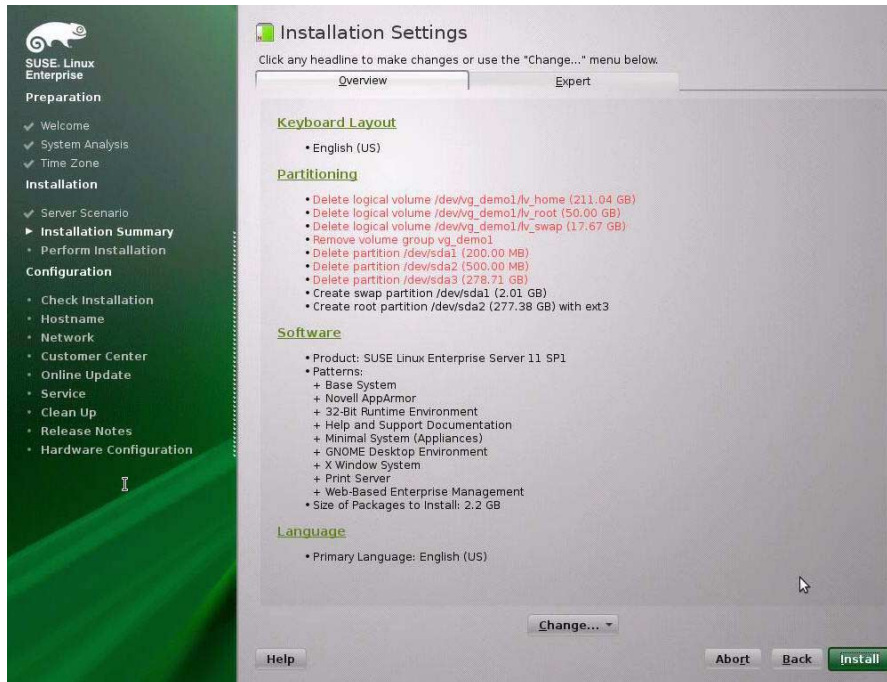 SUSE. Linux
Enterprise
Preparation
Welcome
System Analysis
Time Zone
Installation
Server Scenario
Installation Summary
Perform Installation
Configuration
Check Installation
Hostname
Network
Customer Center
Online Update
Service
Clean Up
Release Notes
Hardware Configuration
Installation Settings
Click any headline to make changes or use the "Change..." menu below.
Overview Expert
Keyboard Layout
• English (US)
Partitioning
• Delete logical volume /dev/vg_demo1/lv_home (211.04 GB)
• Delete logical volume /dev/vg_demo1/lv_root (50.00 GB)
• Delete logical volume /dev/vg_demo1/lv_swap (17.67 GB)
• Remove volume group vg_demo1
• Delete partition /dev/sda1 (200.00 MB)
• Delete partition /dev/sda2 (500.00 MB)
• Delete partition /dev/sda3 (278.71 GB)
• Create swap partition /dev/sda1 (2.01 GB)
• Create root partition /dev/sda2 (277.38 GB) with ext3
Software
• Product: SUSE Linux Enterprise Server 11 SP1
• Patterns:
+ Base System
+ Novell AppArmor
+ 32-Bit Runtime Environment
+ Help and Support Documentation
+ Minimal System (Appliances)
+ GNOME Desktop Environment
+ X Window System
+ Print Server
+ Web-Based Enterprise Management
• Size of Packages to Install: 2.2 GB
Language
• Primary Language: English (US)
Change...
Help Abort Back Install